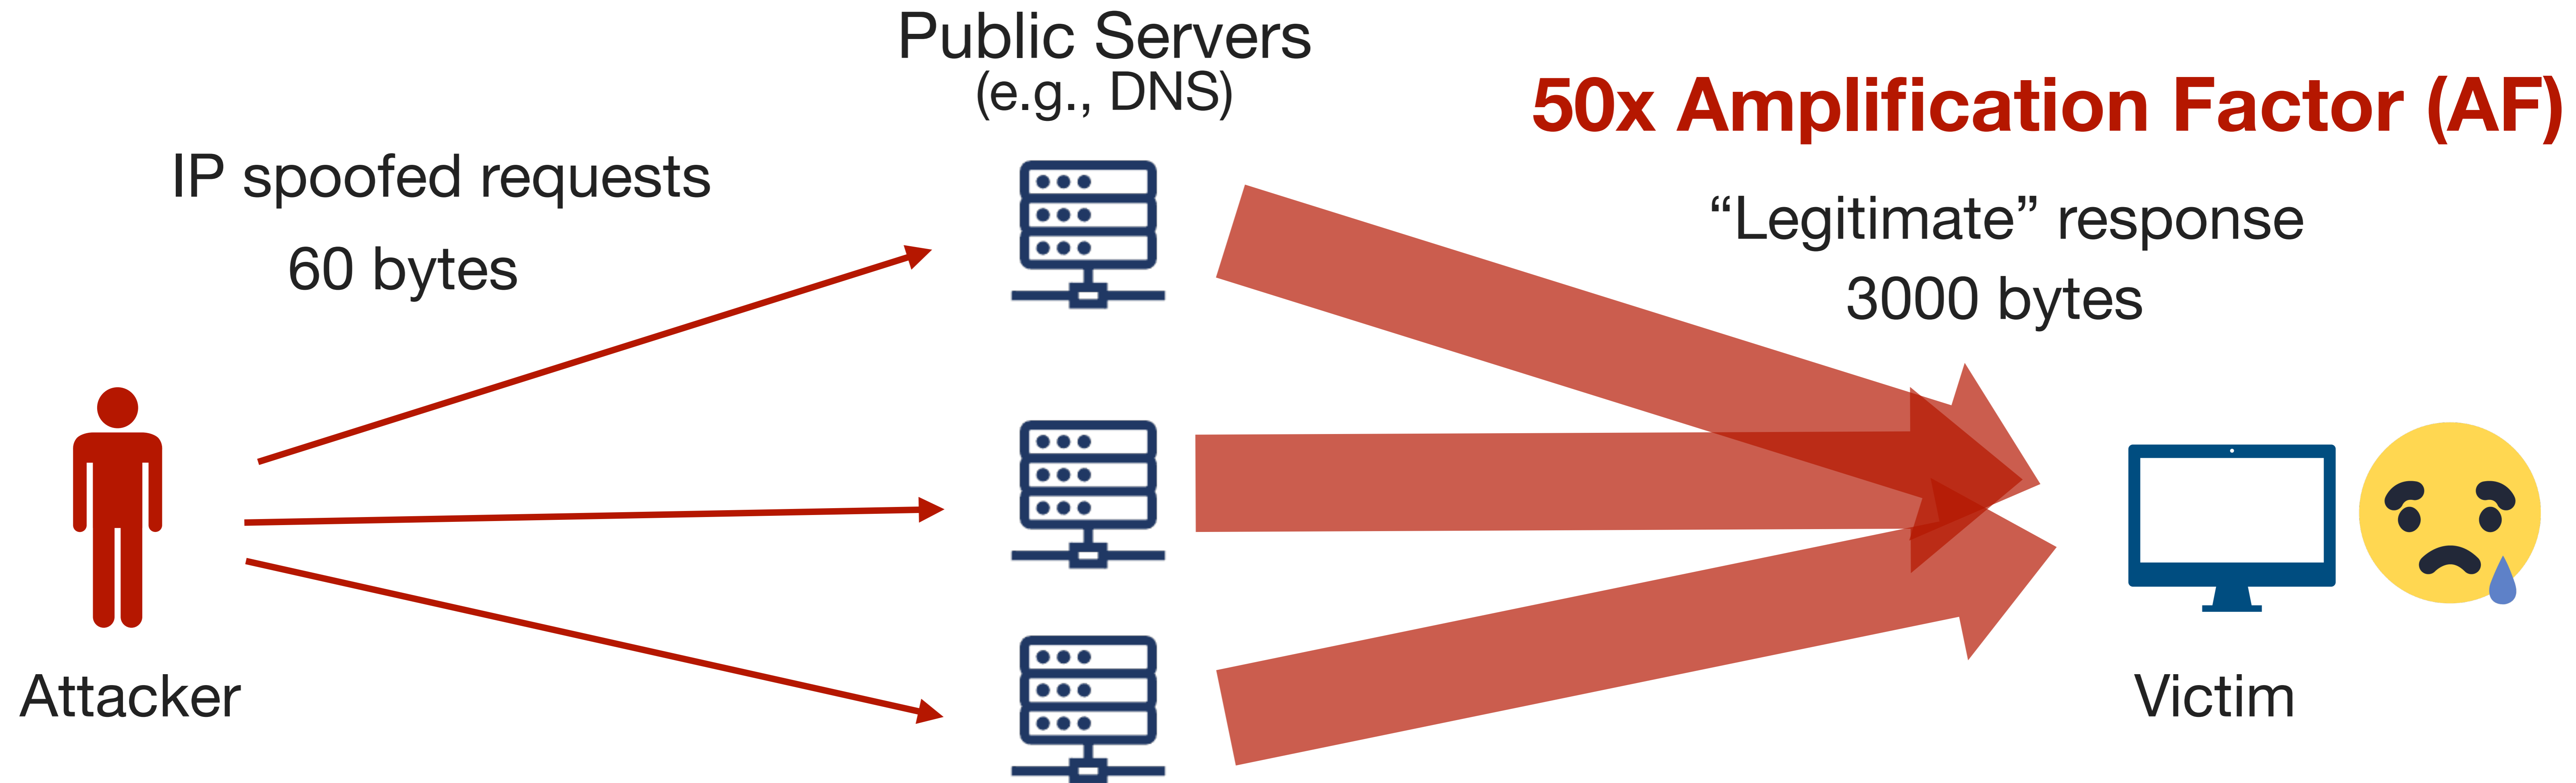 Public Servers
(e.g., DNS)
50x Amplification Factor (AF)
IP spoofed requests
60 bytes
“Legitimate” response
3000 bytes
Attacker
Victim